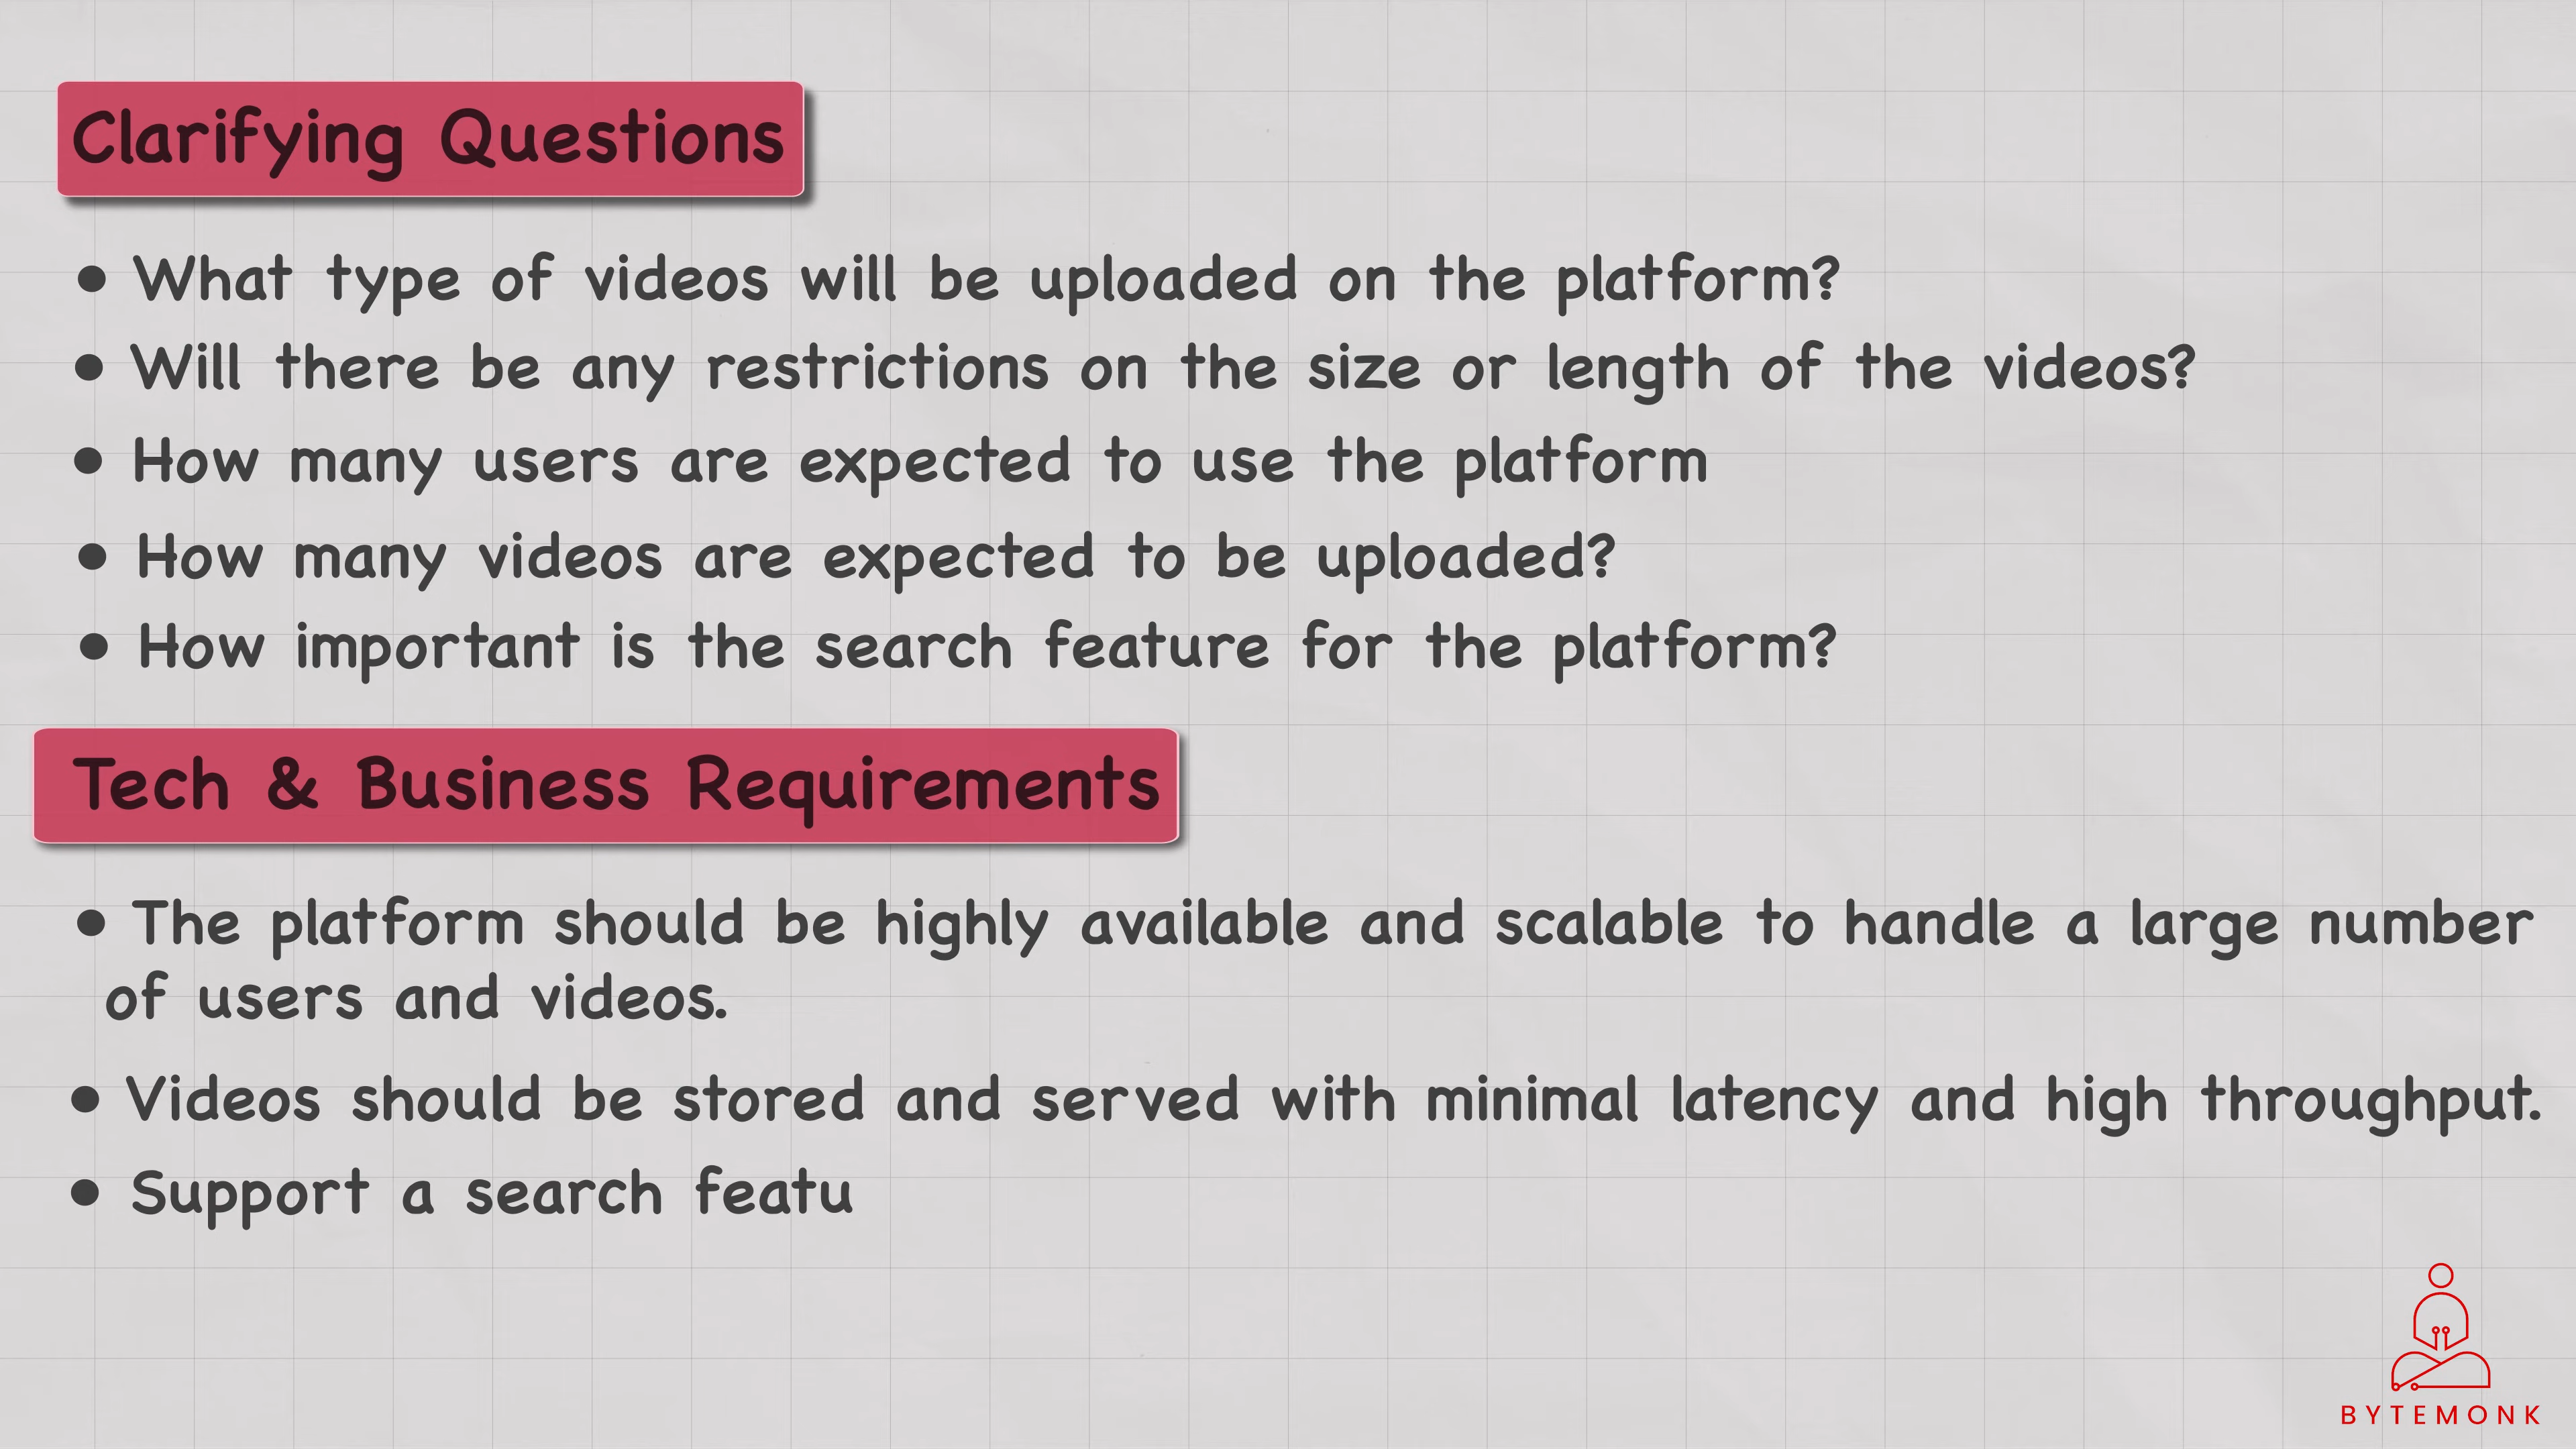 Clarifying Questions
• What type of videos will be uploaded on the platform?
• Will there be any restrictions on the size or length of the videos?
• How many users are expected to use the platform
• How many videos are expected to be uploaded?
• How important is the search feature for the platform?
Tech & Business Requirements
• The platform should be highly available and scalable to handle a large number
of users and videos.
• Videos should be stored and served with minimal latency and high throughput.
• Support a search featu
BYTEMONK